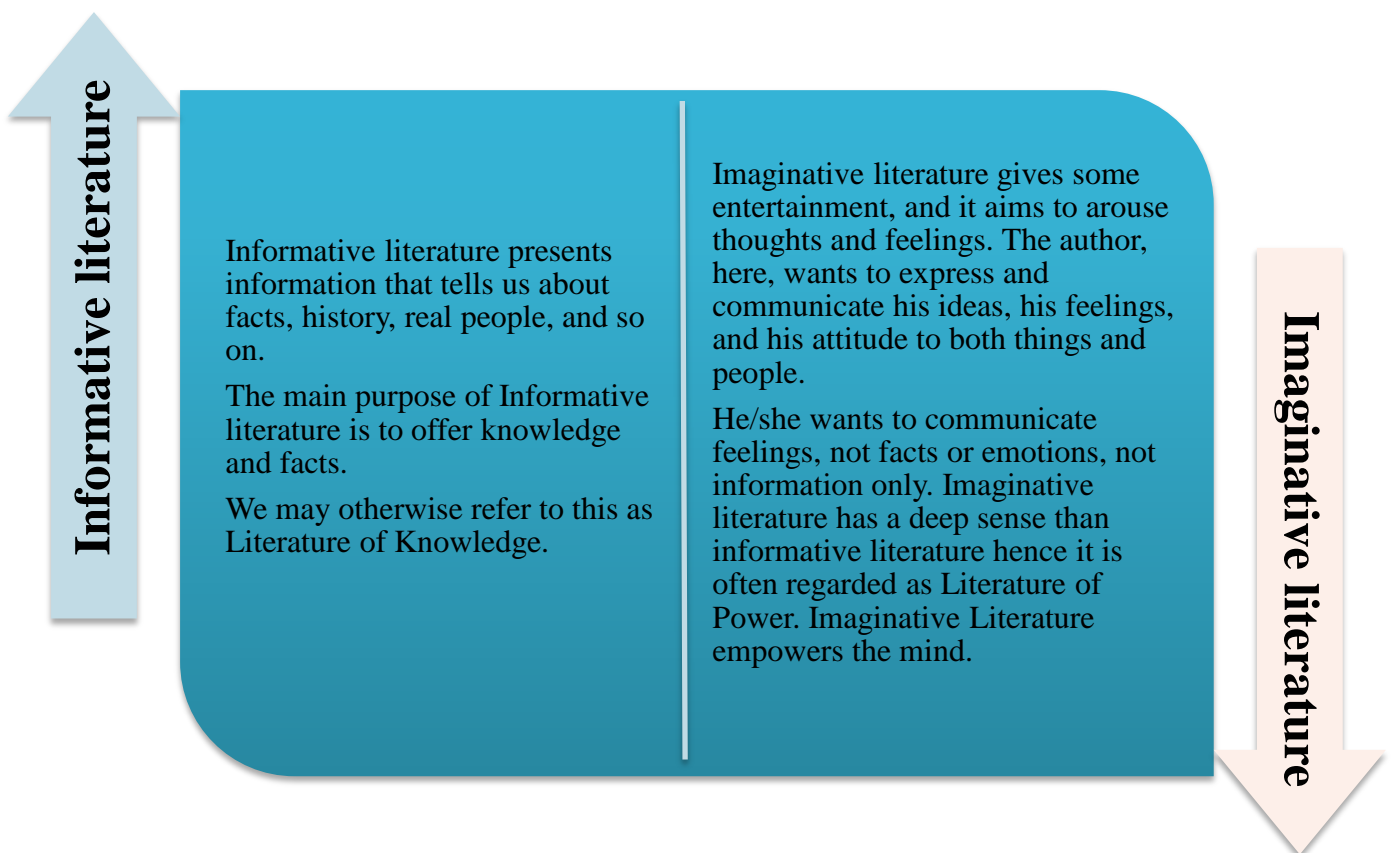 Informative literature
Informative literature presents
information that tells us about
facts, history, real people, and so
on.
The main purpose of Informative
literature is to offer knowledge
and facts.
We may otherwise refer to this as
Literature of Knowledge.
Imaginative literature gives some
entertainment, and it aims to arouse
thoughts and feelings. The author,
here, wants to express and
communicate his ideas, his feelings,
and his attitude to both things and
people.
He/she wants to communicate
feelings, not facts or emotions, not
information only. Imaginative
literature has a deep sense than
informative literature hence it is
often regarded as Literature of
Power. Imaginative Literature
empowers the mind.
Imaginative literature